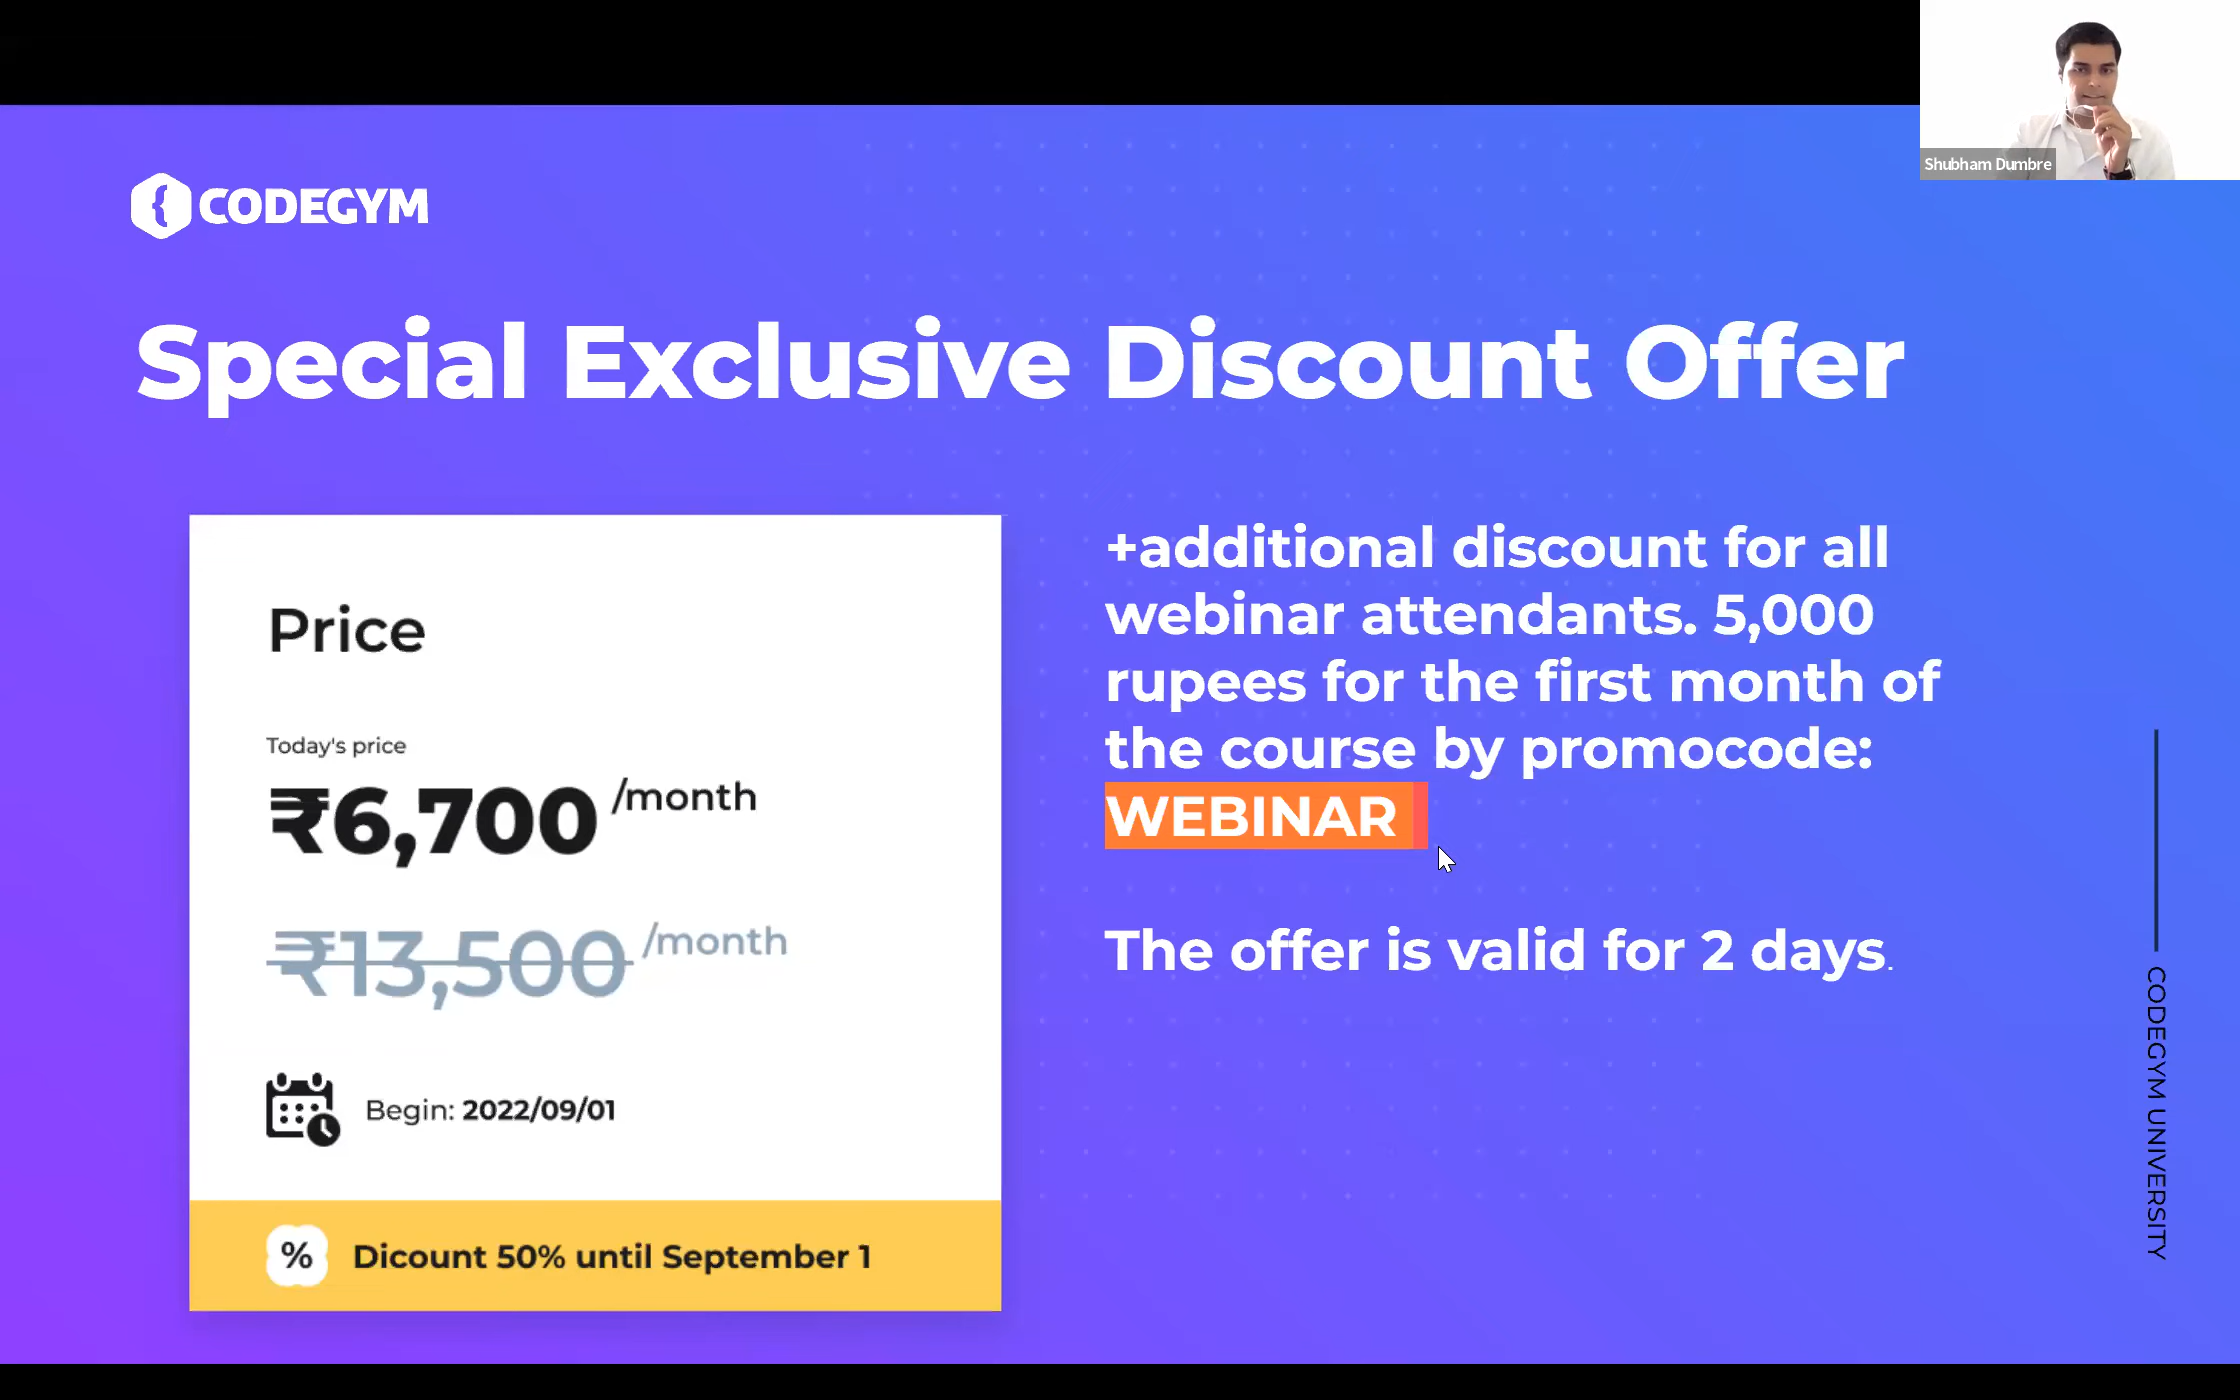 Shubham Dumbre
CODEGYM
Special Exclusive Discount Offer
Price
Today's price
₹6,700 /month
₹13,500 /month
Begin: 2022/09/01
% Dicount 50% until September 1
+additional discount for all
webinar attendants. 5,000
rupees for the first month of
the course by promocode:
WEBINAR
The offer is valid for 2 days.
CODEGYM UNIVERSITY